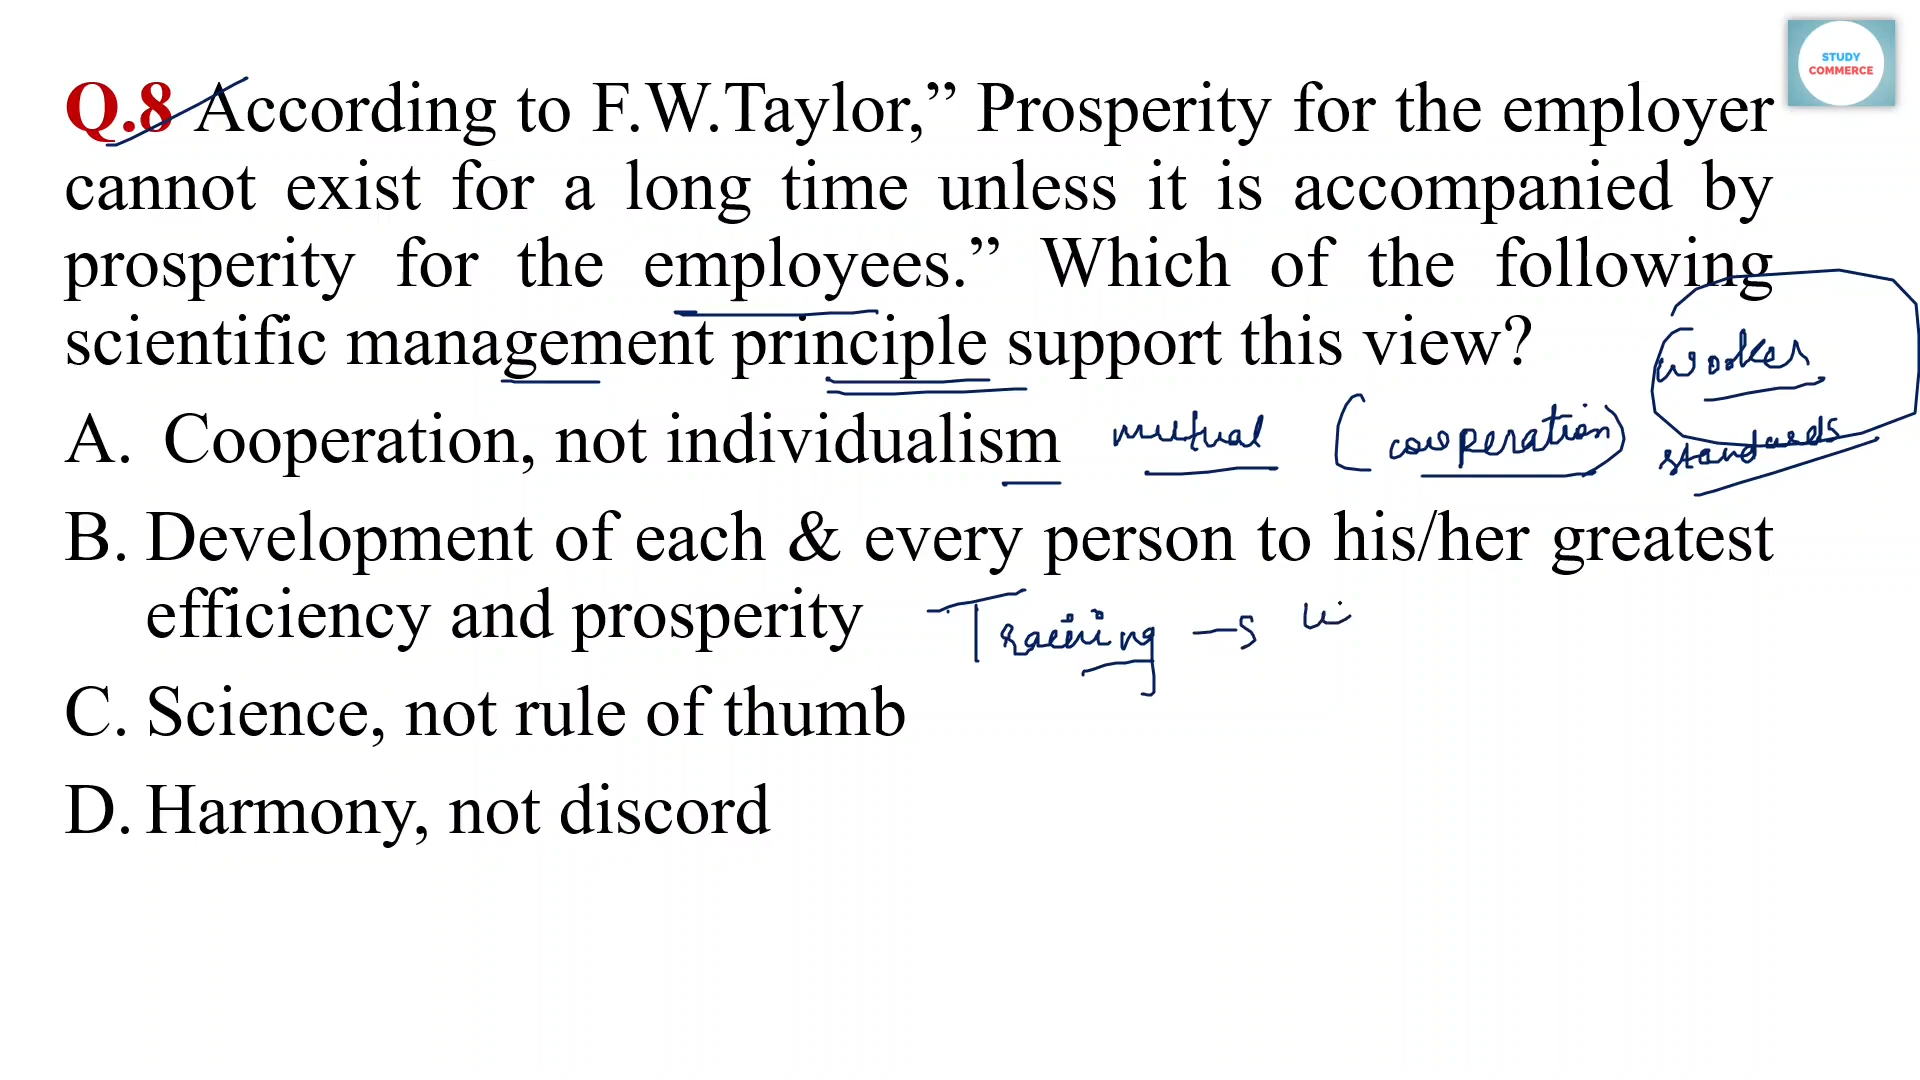 STUDY
COMMERCE
Q.8 According to F.W.Taylor,” Prosperity for the employer
cannot exist for a long time unless it is accompanied by
prosperity for the employees.” Which of the following
scientific management principle support this view?
worker
A. Cooperation, not individualism mutual (cooperation)
standards
B. Development of each & every person to his/her greatest
efficiency and prosperity Training
C. Science, not rule of thumb
D. Harmony, not discord